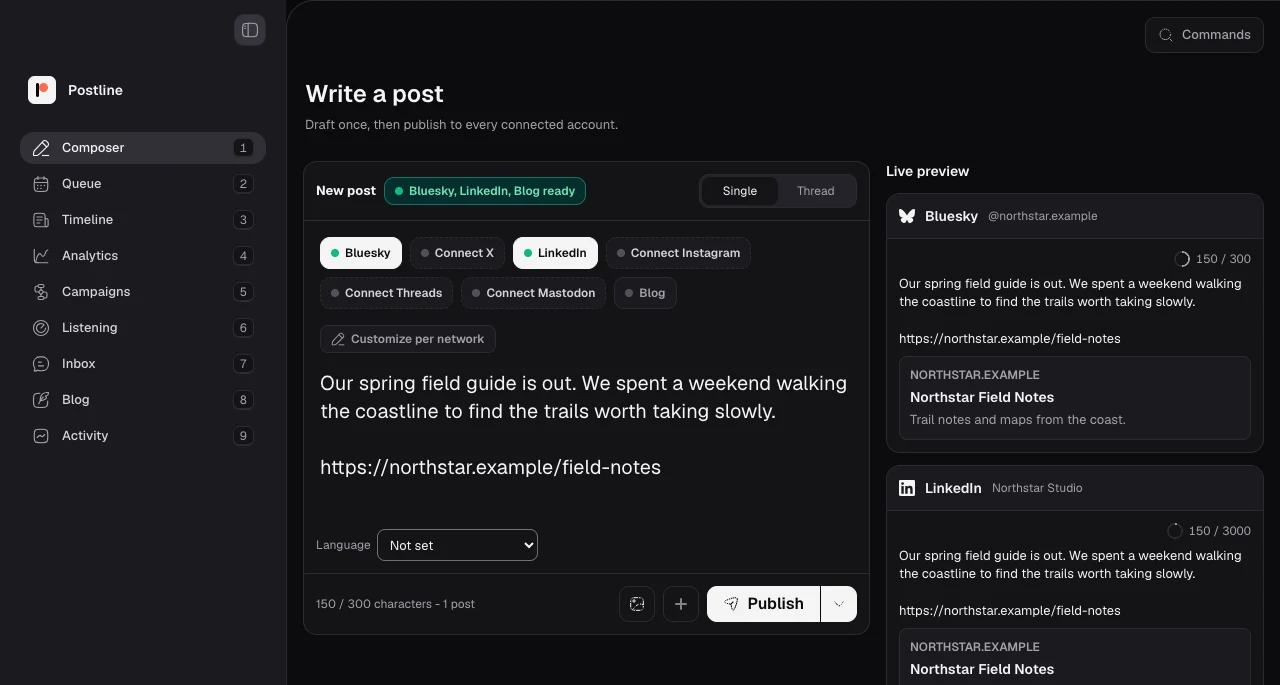 Commands
Postline
Composer 1
Queue 2
Timeline 3
Analytics 4
Campaigns 5
Listening 6
Inbox 7
Blog 8
Activity 9
Write a post
Draft once, then publish to every connected account.
New post
Bluesky, LinkedIn, Blog ready
Single
Thread
Bluesky
Connect X
LinkedIn
Connect Instagram
Connect Threads
Connect Mastodon
Blog
Customize per network
Our spring field guide is out. We spent a weekend walking
the coastline to find the trails worth taking slowly.
https://northstar.example/field-notes
Language
Not set
150 / 300 characters - 1 post
Publish
Live preview
Bluesky @northstar.example
150 / 300
Our spring field guide is out. We spent a weekend walking
the coastline to find the trails worth taking slowly.
https://northstar.example/field-notes
NORTHSTAR.EXAMPLE
Northstar Field Notes
Trail notes and maps from the coast.
LinkedIn Northstar Studio
150 / 3000
Our spring field guide is out. We spent a weekend walking
the coastline to find the trails worth taking slowly.
https://northstar.example/field-notes
NORTHSTAR.EXAMPLE
Northstar Field Notes